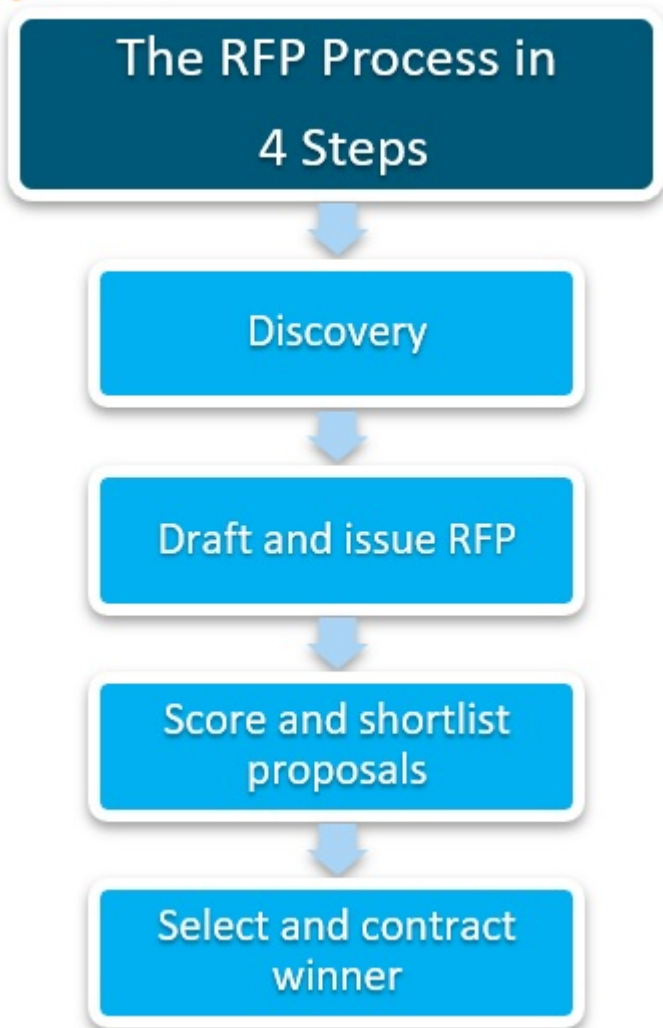 The RFP Process in
4 Steps
Discovery
Draft and issue RFP
Score and shortlist
proposals
Select and contract
winner